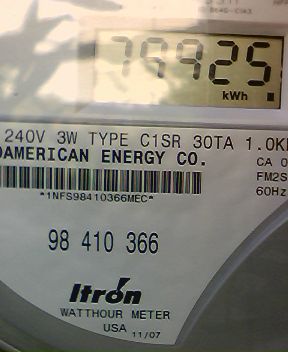 79925
kWh
240V 3W TYPE C1SR 30TA 1.0K
AMERICAN ENERGY CO.
CA 0
FM2S
60Hz
*1NFS98410366MEC*
98 410 366
Itron
WATTHOUR METER
USA 11/07